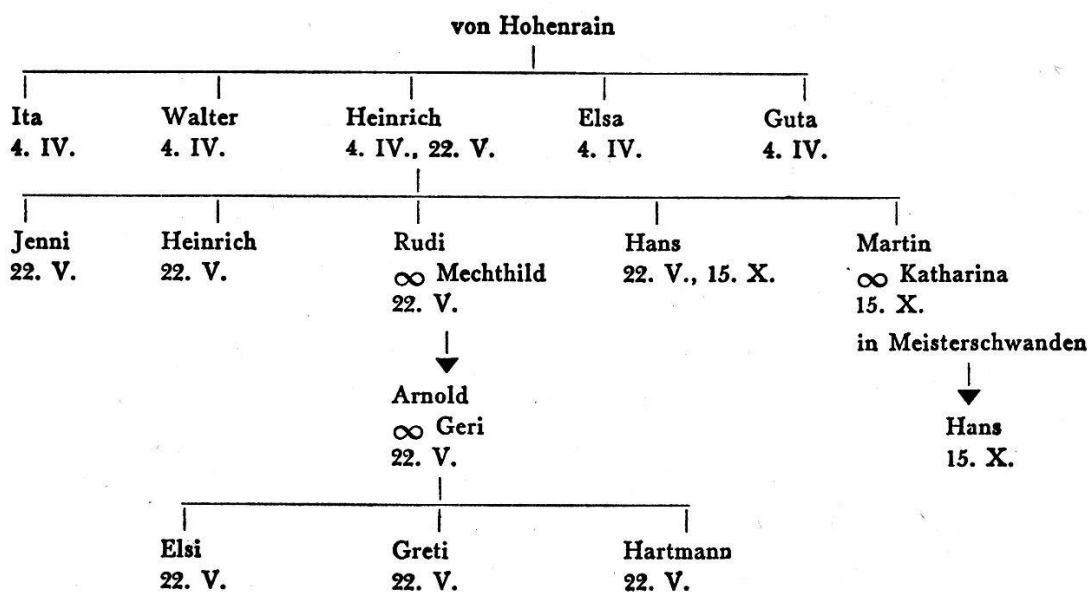 von Hohenrain
Ita Walter Heinrich Elsa Guta
4. IV. 4. IV. 4. IV., 22. V. 4. IV. 4. IV.
Jenni Heinrich Rudi Hans Martin
22. V. 22. V. ∞ Mechthild 22. V., 15. X. ∞ Katharina
22. V. 15. X.
in Meisterschwanden
Arnold
∞ Geri Hans
22. V. 15. X.
Elsi Greti Hartmann
22. V. 22. V. 22. V.